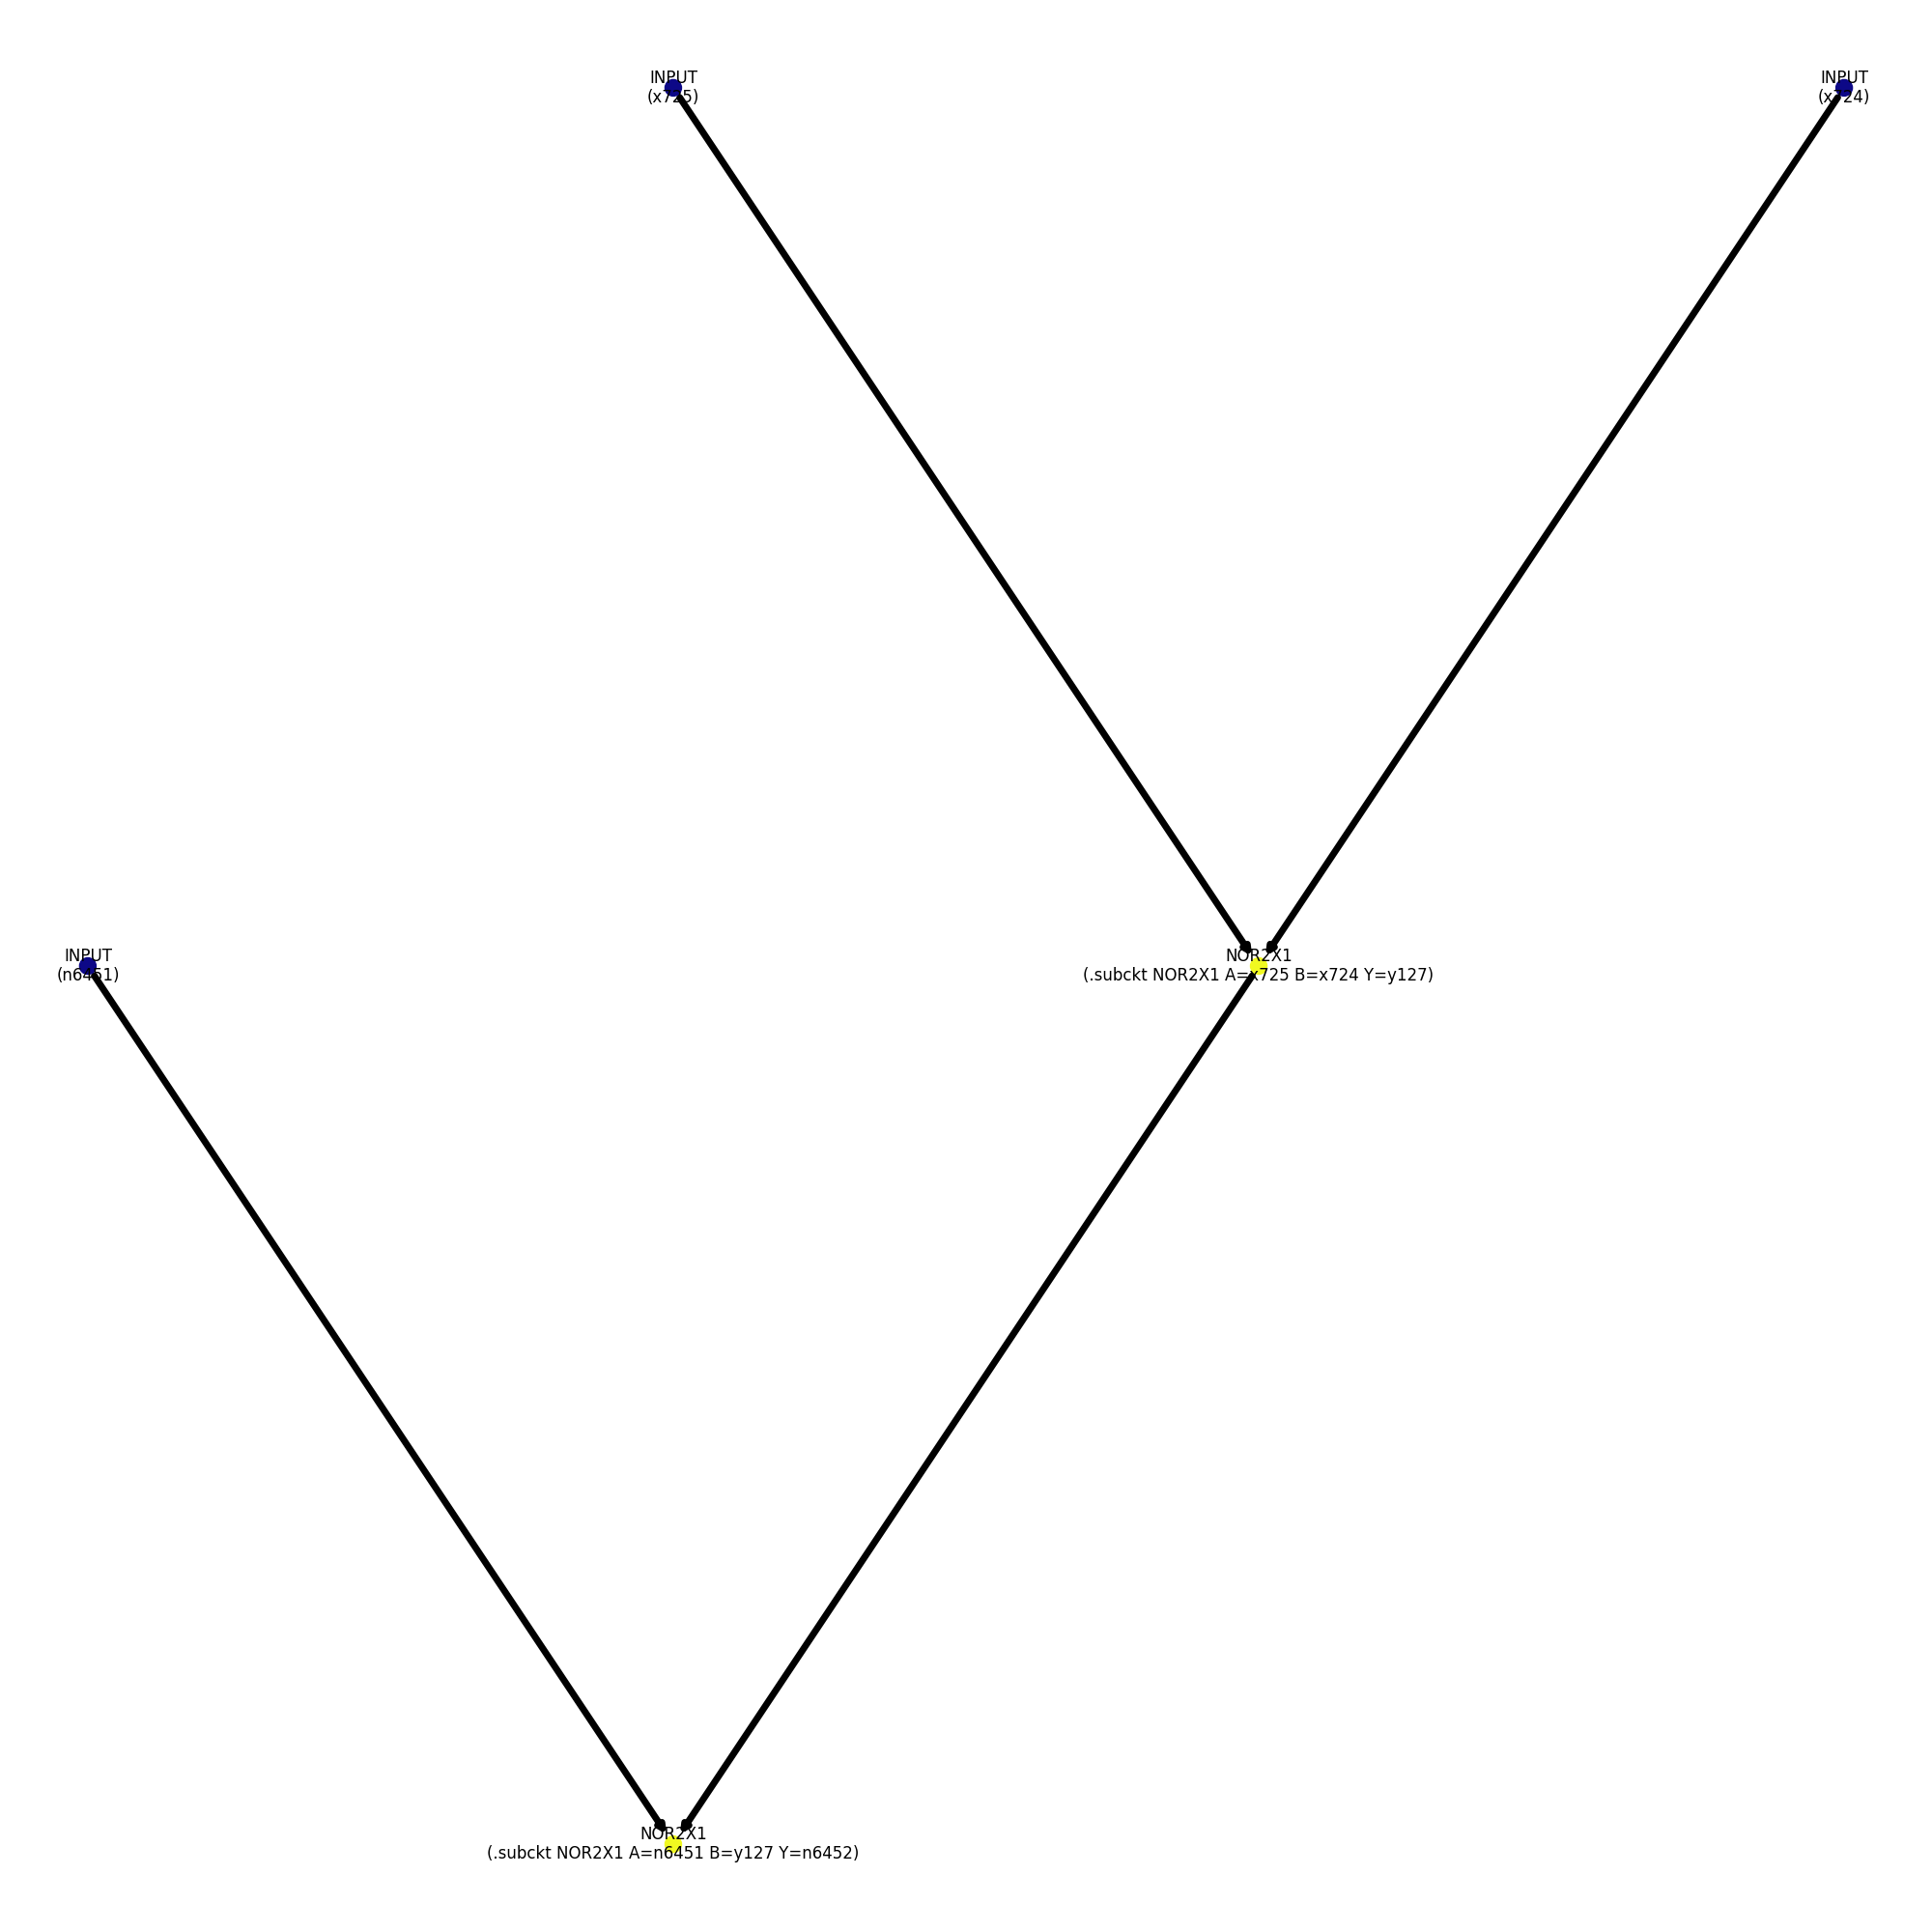 INPUT
(x725)
INPUT
(x724)
INPUT
(n6451)
NOR2X1
(.subckt NOR2X1 A=x725 B=x724 Y=y127)
NOR2X1
(.subckt NOR2X1 A=n6451 B=y127 Y=n6452)